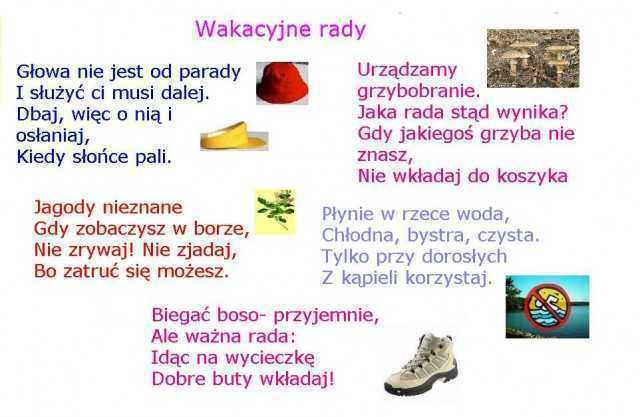 Wakacyjne rady
Głowa nie jest od parady
I służyć ci musi dalej.
Dbaj, więc o nią i
osłaniaj,
Kiedy słońce pali.
Urządzamy
grzybobranie.
Jaka rada stąd wynika?
Gdy jakiegoś grzyba nie
znasz,
Nie wkładaj do koszyka
Jagody nieznane
Gdy zobaczysz w borze,
Nie zrywaj! Nie zjadaj,
Bo zatruć się możesz.
Płynie w rzece woda,
Chłodna, bystra, czysta.
Tylko przy dorosłych
Z kąpieli korzystaj.
Biegać boso- przyjemnie,
Ale ważna rada:
Idąc na wycieczkę
Dobre buty wkładaj!